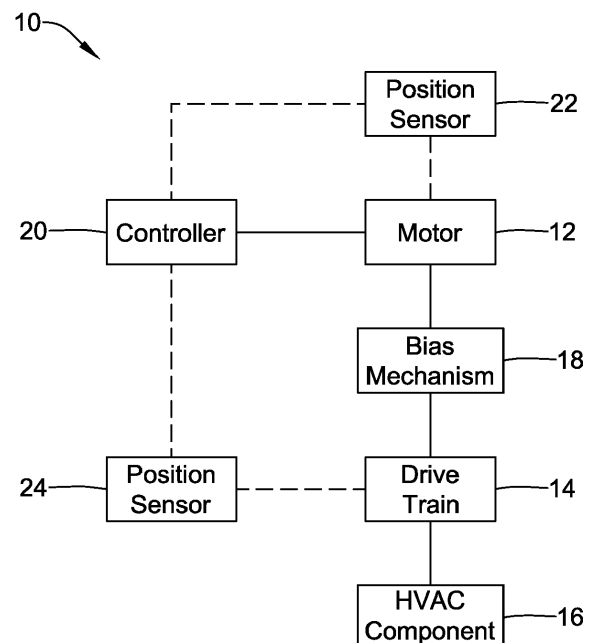 10
Position
Sensor
22
20
Controller
Motor
12
Bias
Mechanism
18
24
Position
Sensor
Drive
Train
14
HVAC
Component
16